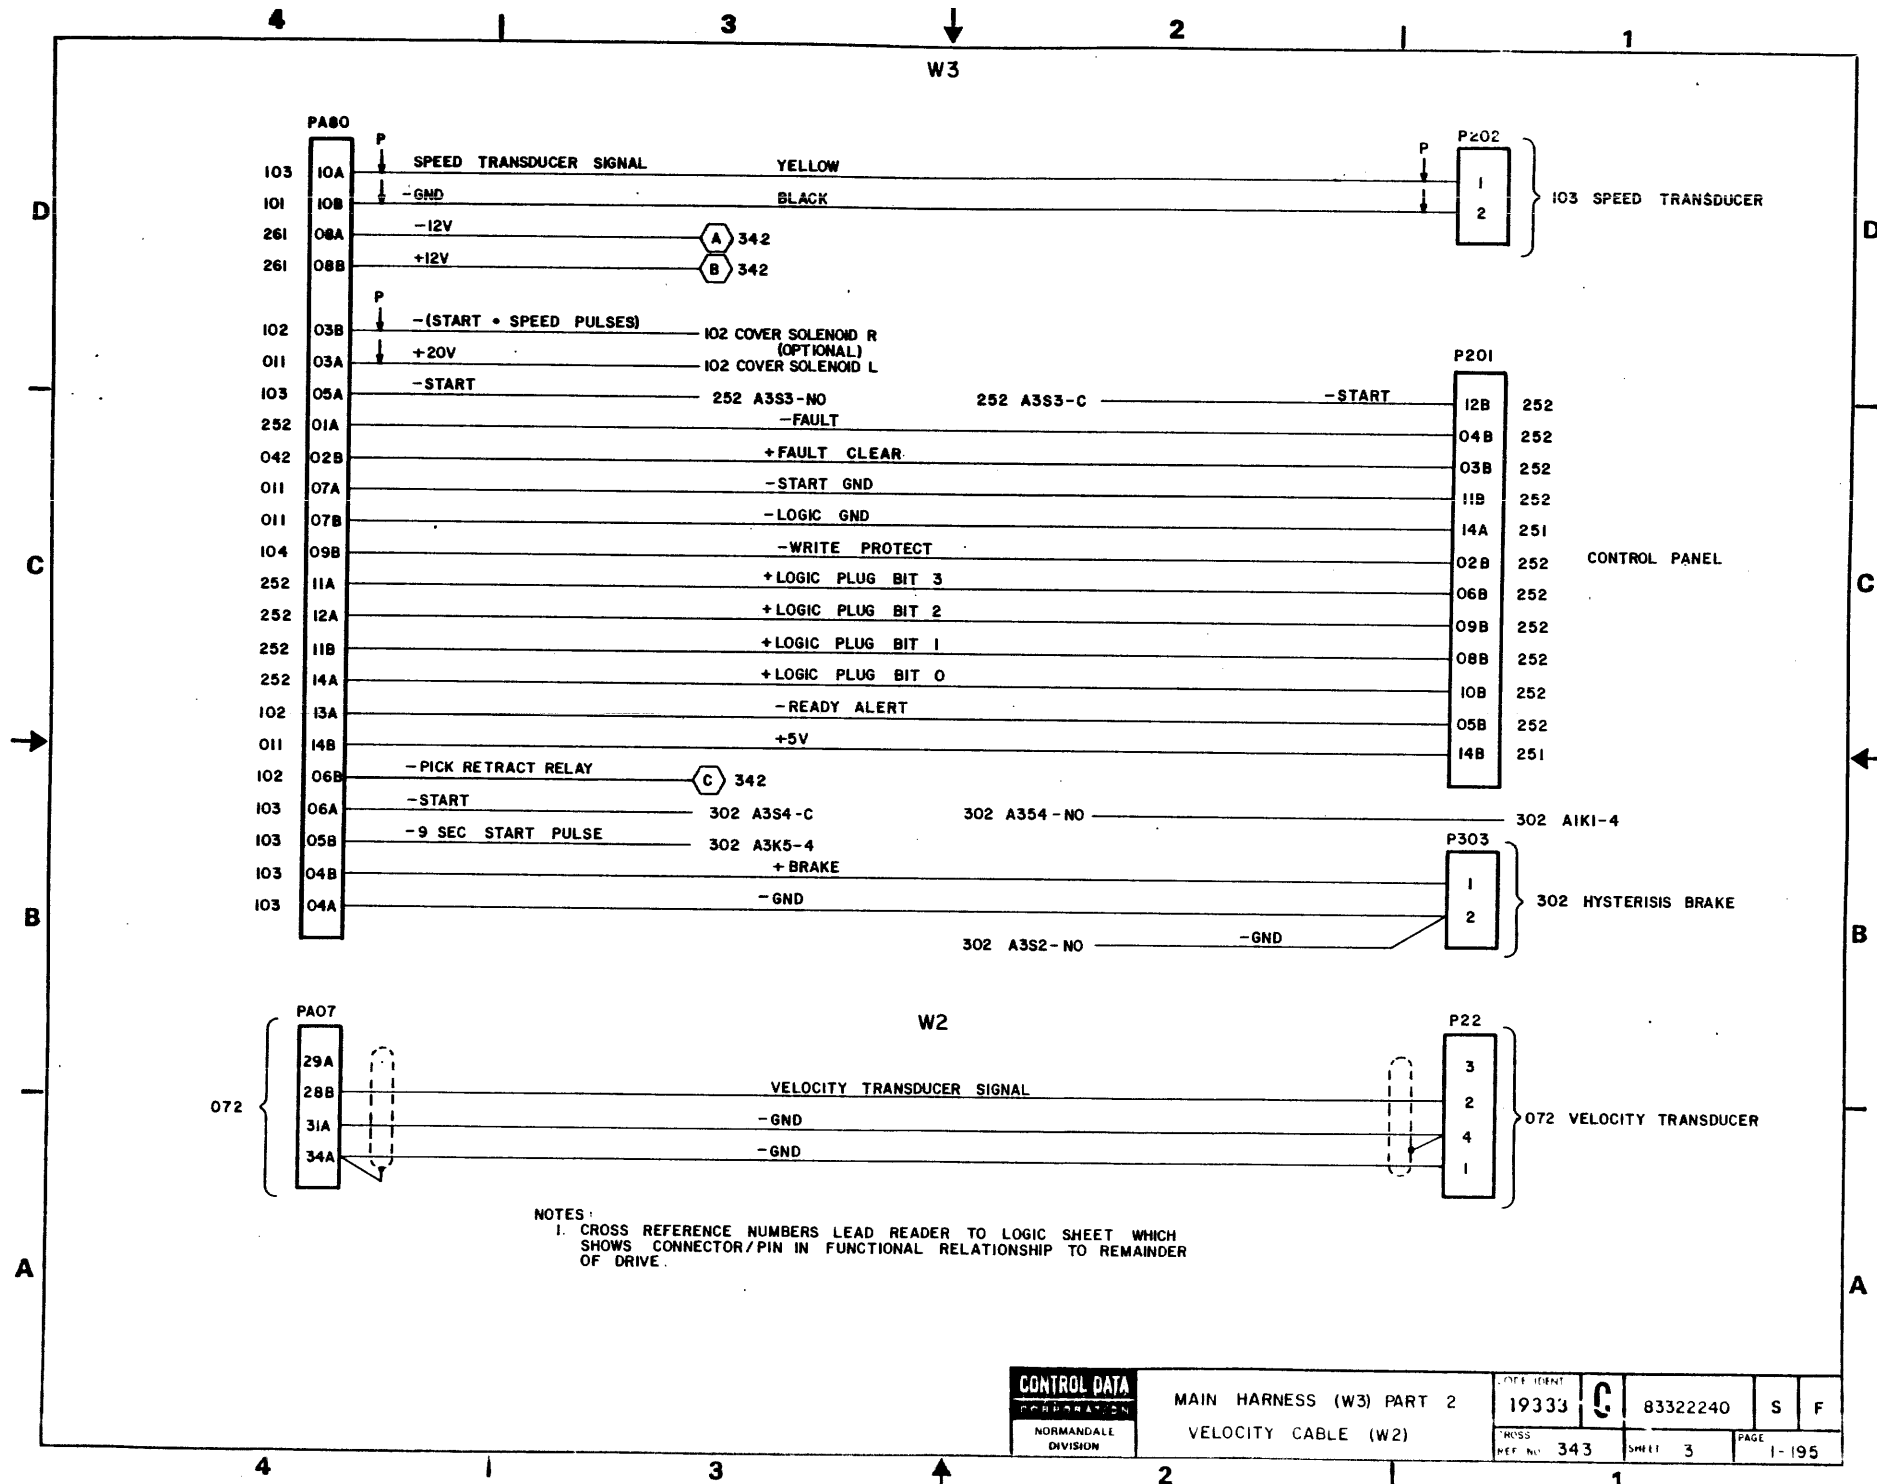 4 3 2 1
W3
PA80
P
P P202
103 10A SPEED TRANSDUCER SIGNAL YELLOW 1
101 10B -GND BLACK 2 103 SPEED TRANSDUCER
D D
261 08A -12V A 342
261 08B +12V B 342
P
102 03B -(START • SPEED PULSES) 102 COVER SOLENOID R
(OPTIONAL)
011 03A +20V 102 COVER SOLENOID L
P201
103 05A -START 252 A3S3-NO 252 A3S3-C -START 12B 252
252 01A -FAULT 04B 252
042 02B +FAULT CLEAR 03B 252
011 07A -START GND 11B 252
011 07B -LOGIC GND 14A 251
104 09B -WRITE PROTECT 02B 252 CONTROL PANEL
C C
252 11A +LOGIC PLUG BIT 3 06B 252
252 12A +LOGIC PLUG BIT 2 09B 252
252 11B +LOGIC PLUG BIT 1 08B 252
252 14A +LOGIC PLUG BIT 0 10B 252
102 13A -READY ALERT 05B 252
011 14B +5V 14B 251
102 06B -PICK RETRACT RELAY C 342
103 06A -START 302 A3S4-C 302 A354-NO 302 A1K1-4
103 05B -9 SEC START PULSE 302 A3K5-4
P303
103 04B +BRAKE 1
103 04A -GND 2 302 HYSTERISIS BRAKE
B B
302 A3S2-NO -GND
PA07 W2 P22
29A 3
28B VELOCITY TRANSDUCER SIGNAL 2
072 31A -GND 4 072 VELOCITY TRANSDUCER
34A -GND 1
NOTES:
1. CROSS REFERENCE NUMBERS LEAD READER TO LOGIC SHEET WHICH
SHOWS CONNECTOR/PIN IN FUNCTIONAL RELATIONSHIP TO REMAINDER
OF DRIVE.
A A
CONTROL DATA
CORPORATION
NORMANDALE
DIVISION
MAIN HARNESS (W3) PART 2
VELOCITY CABLE (W2)
CODE IDENT
19333 C 83322240 S F
CROSS
REF NO 343 SHEET 3 PAGE 1-195
4 3 2 1